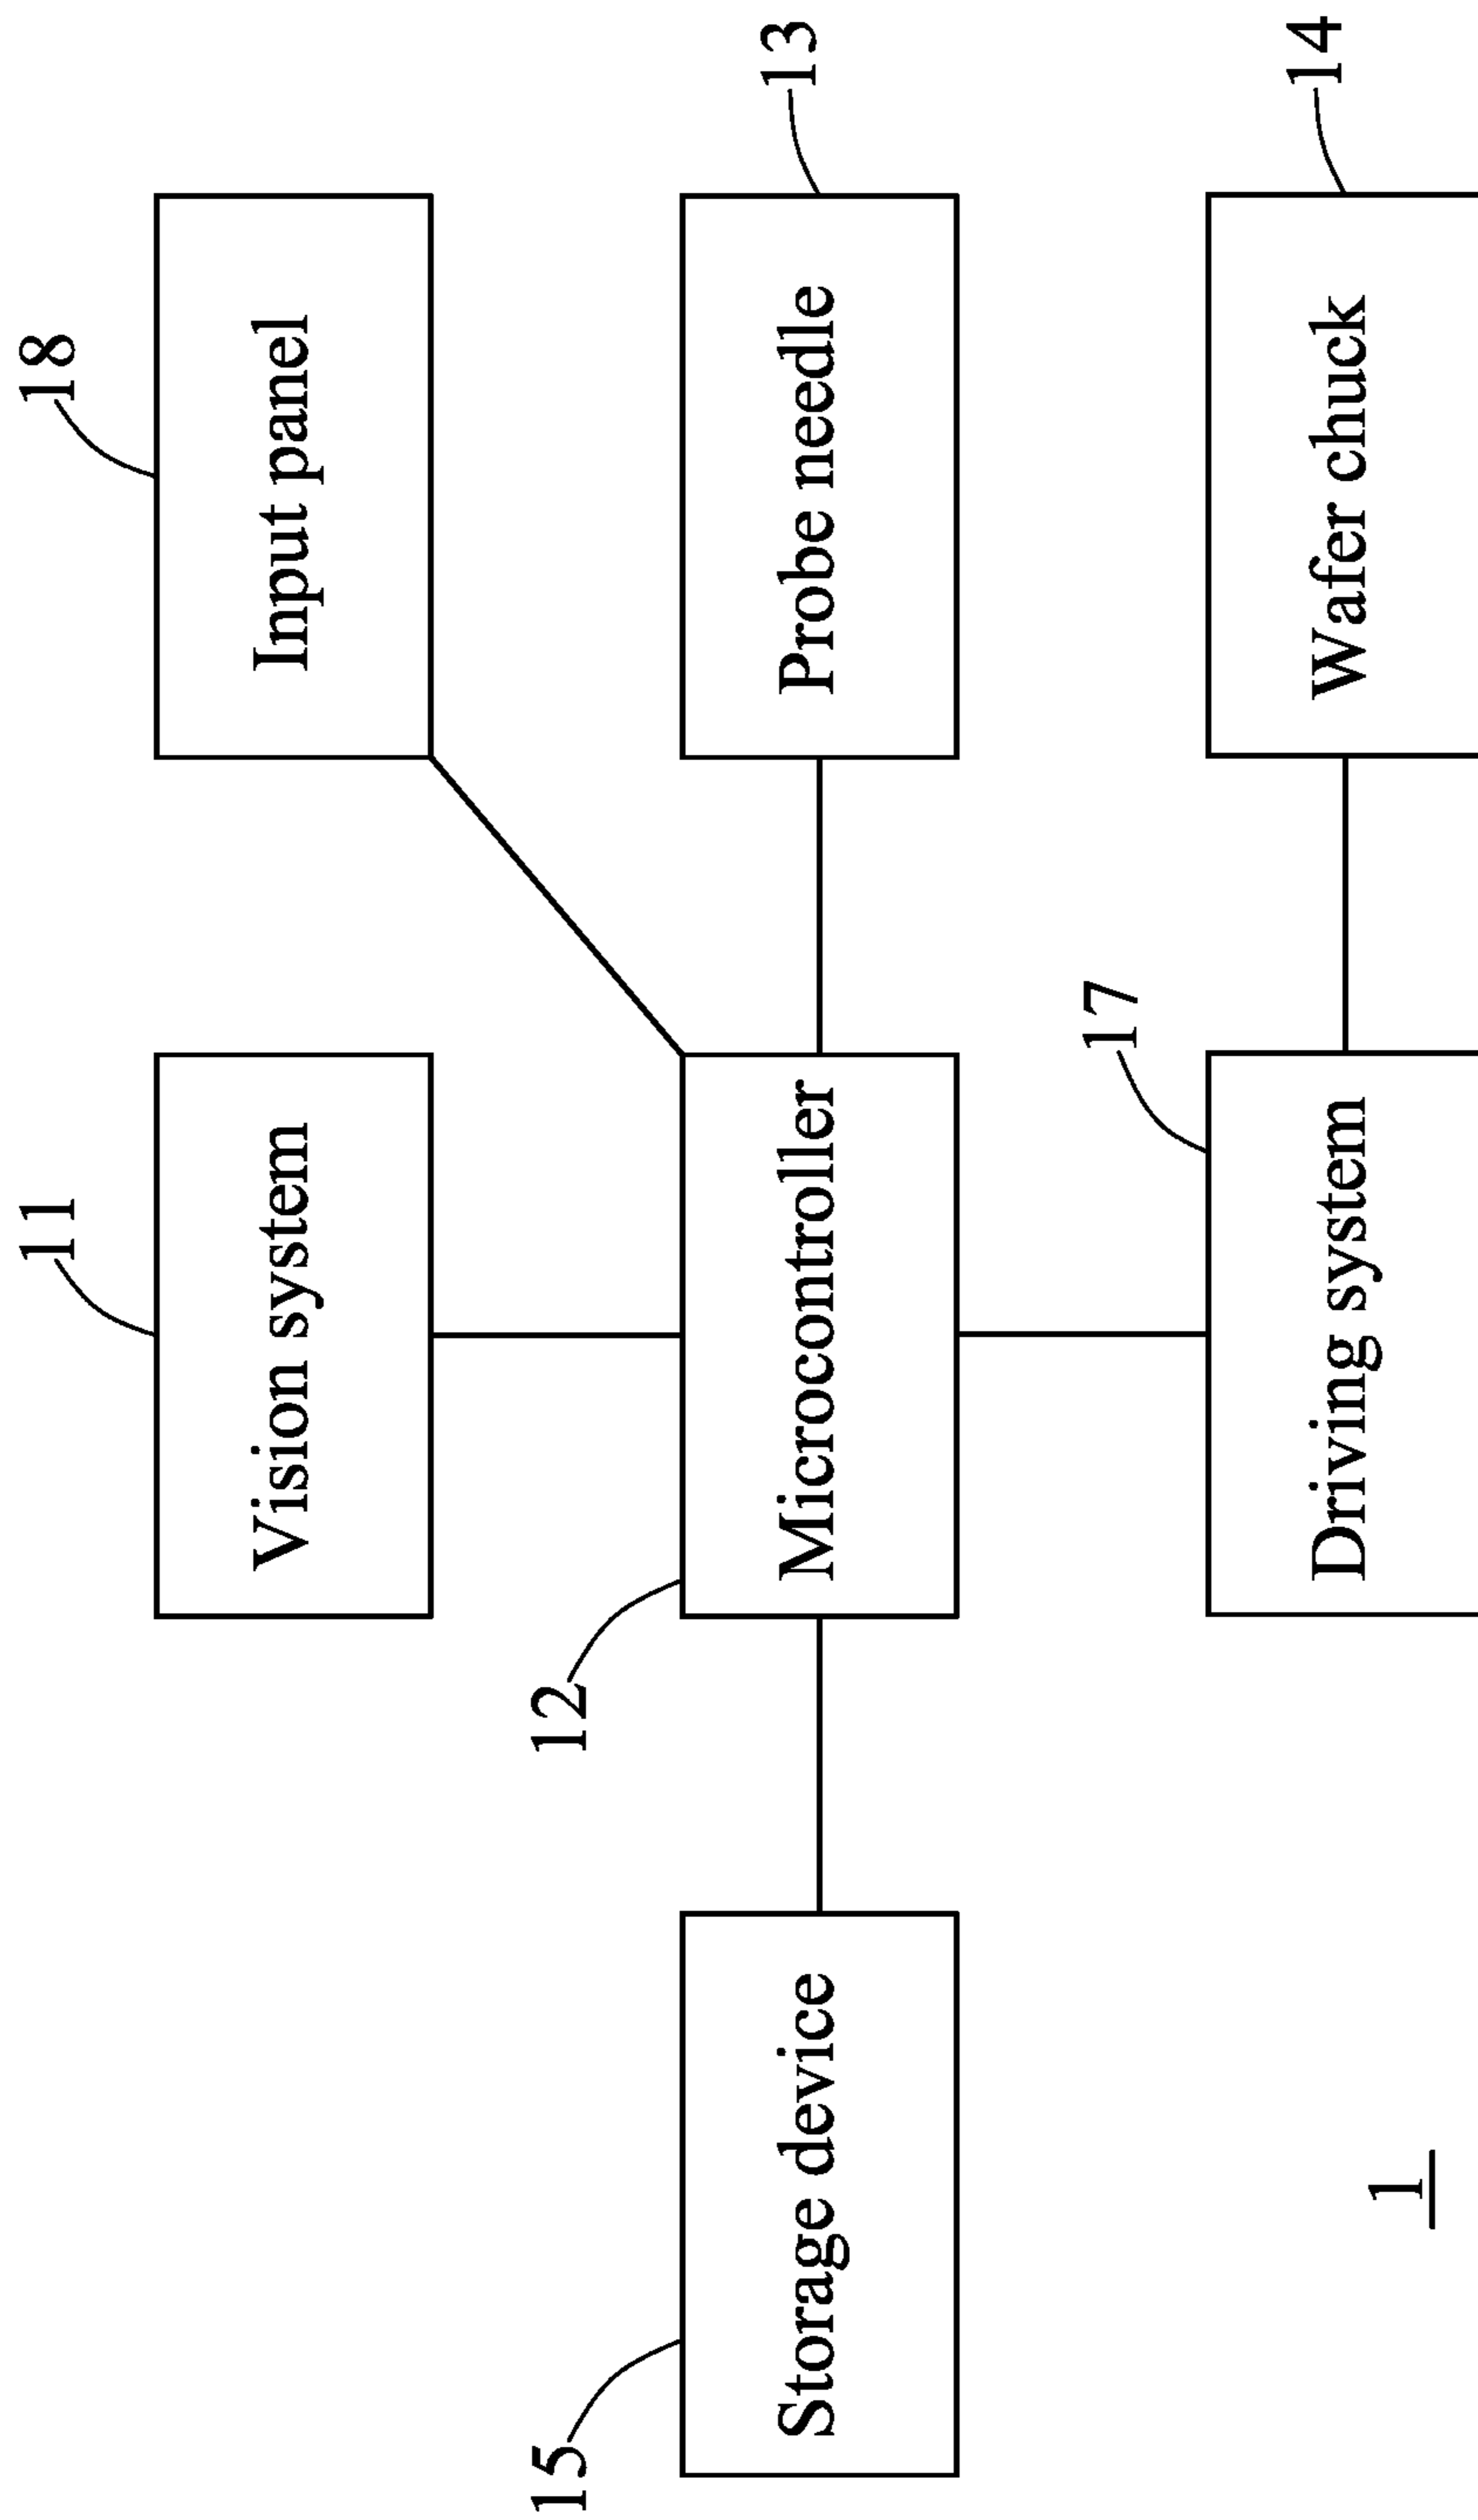 11
18
Vision system
Input panel
15
12
13
Storage device
Microcontroller
Probe needle
17
14
Driving system
Wafer chuck
1